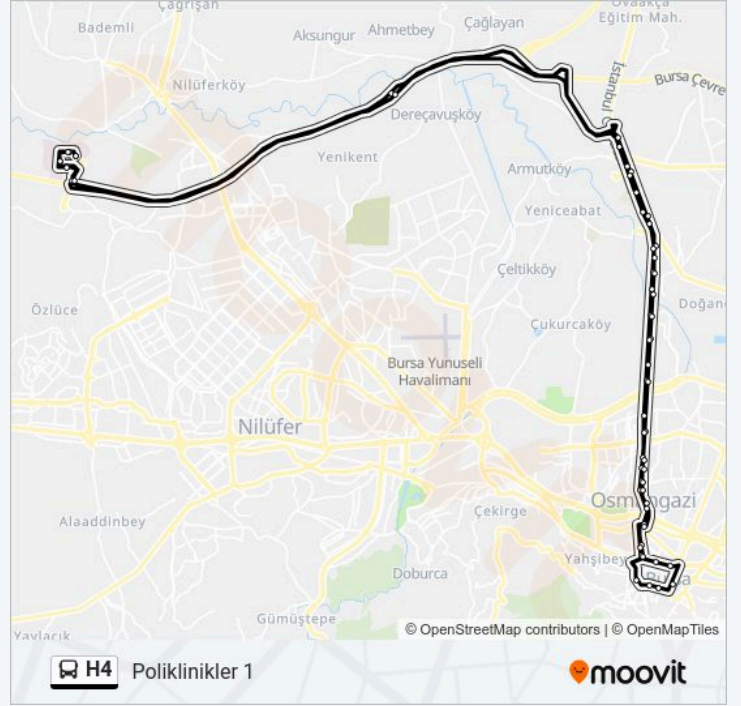 Çağrışan
Ovaakça
Eğitim Mah.
Bademli
Aksungur
Ahmetbey
Çağlayan
Nilüferköy
İstanbul
Bursa Çevre
Dereçavuşköy
Yenikent
Armutköy
Yeniceabat
Çeltikköy
Özlüce
Doğan
Çukurcaköy
Bursa Yunuseli
Havalimanı
Nilüfer
Osmangazi
Alaaddinbey
Çekirge
Yahşibey
Doburca
Gümüştepe
Yaylacık
© OpenStreetMap contributors | © OpenMapTiles
H4 Poliklinikler 1
moovit